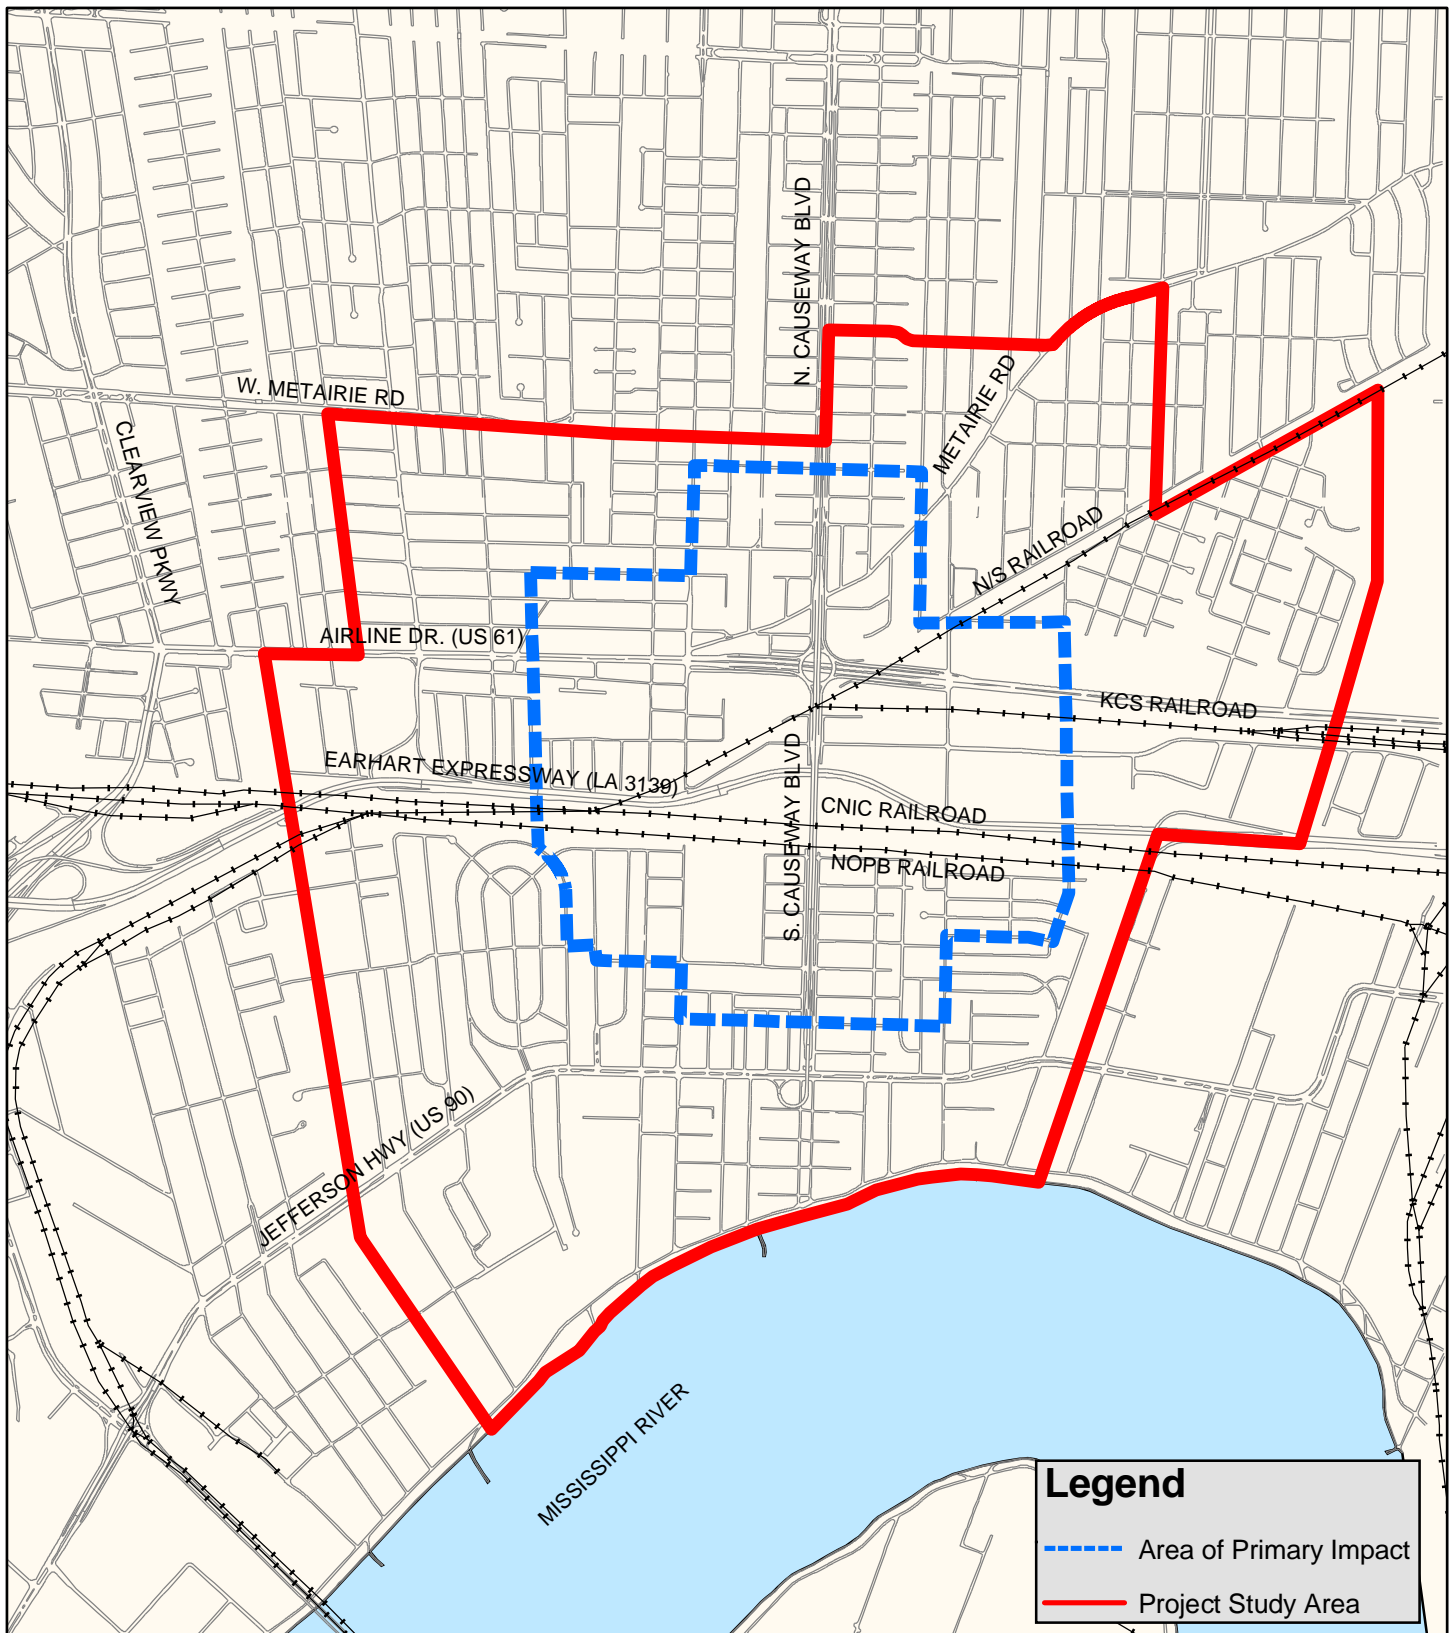 N. CAUSEWAY BLVD
METAIRIE RD
W. METAIRIE RD
CLEARVIEW PKWY
N/S RAILROAD
AIRLINE DR. (US 61)
KCS RAILROAD
EARHART EXPRESSWAY (LA 3139)
S. CAUSEWAY BLVD
CNIC RAILROAD
NOPB RAILROAD
JEFFERSON HWY (US 90)
MISSISSIPPI RIVER
Legend
Area of Primary Impact
Project Study Area